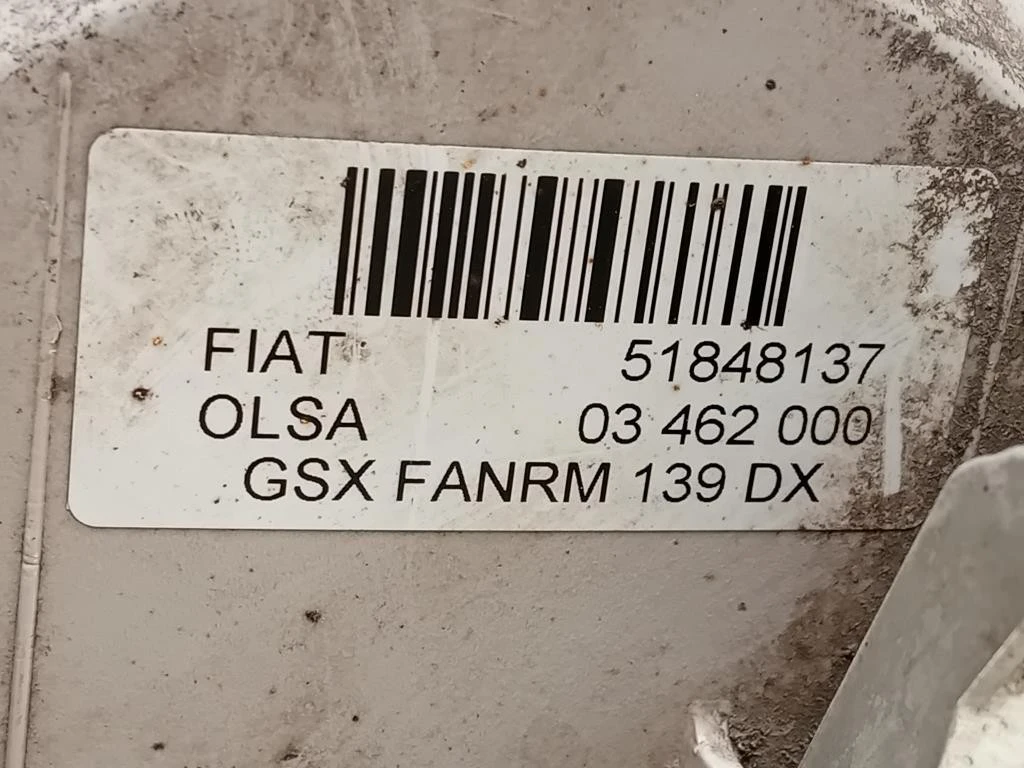 FIAT 51848137
OLSA 03 462 000
GSX FANRM 139 DX